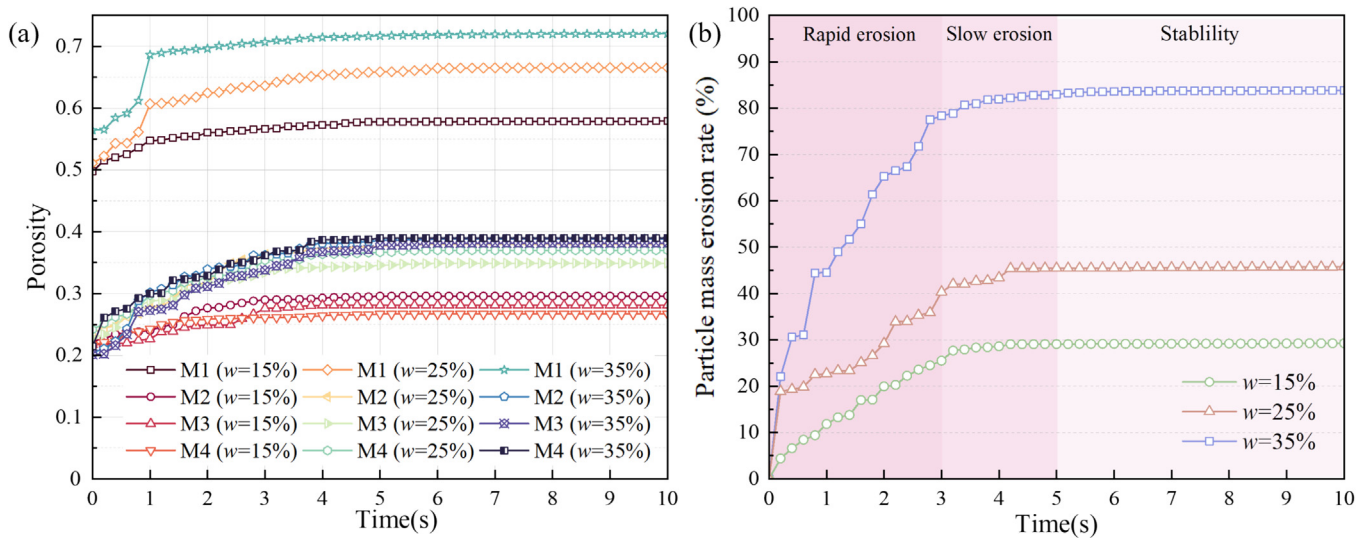 (a)
0.7
0.6
0.5
0.4
0.3
0.2
0.1
0
Porosity
M1 (w=15%) M1 (w=25%) M1 (w=35%)
M2 (w=15%) M2 (w=25%) M2 (w=35%)
M3 (w=15%) M3 (w=25%) M3 (w=35%)
M4 (w=15%) M4 (w=25%) M4 (w=35%)
0 1 2 3 4 5 6 7 8 9 10
Time(s)
(b)
100
90
80
70
60
50
40
30
20
10
0
Particle mass erosion rate (%)
Rapid erosion Slow erosion Stablility
w=15%
w=25%
w=35%
0 1 2 3 4 5 6 7 8 9 10
Time(s)